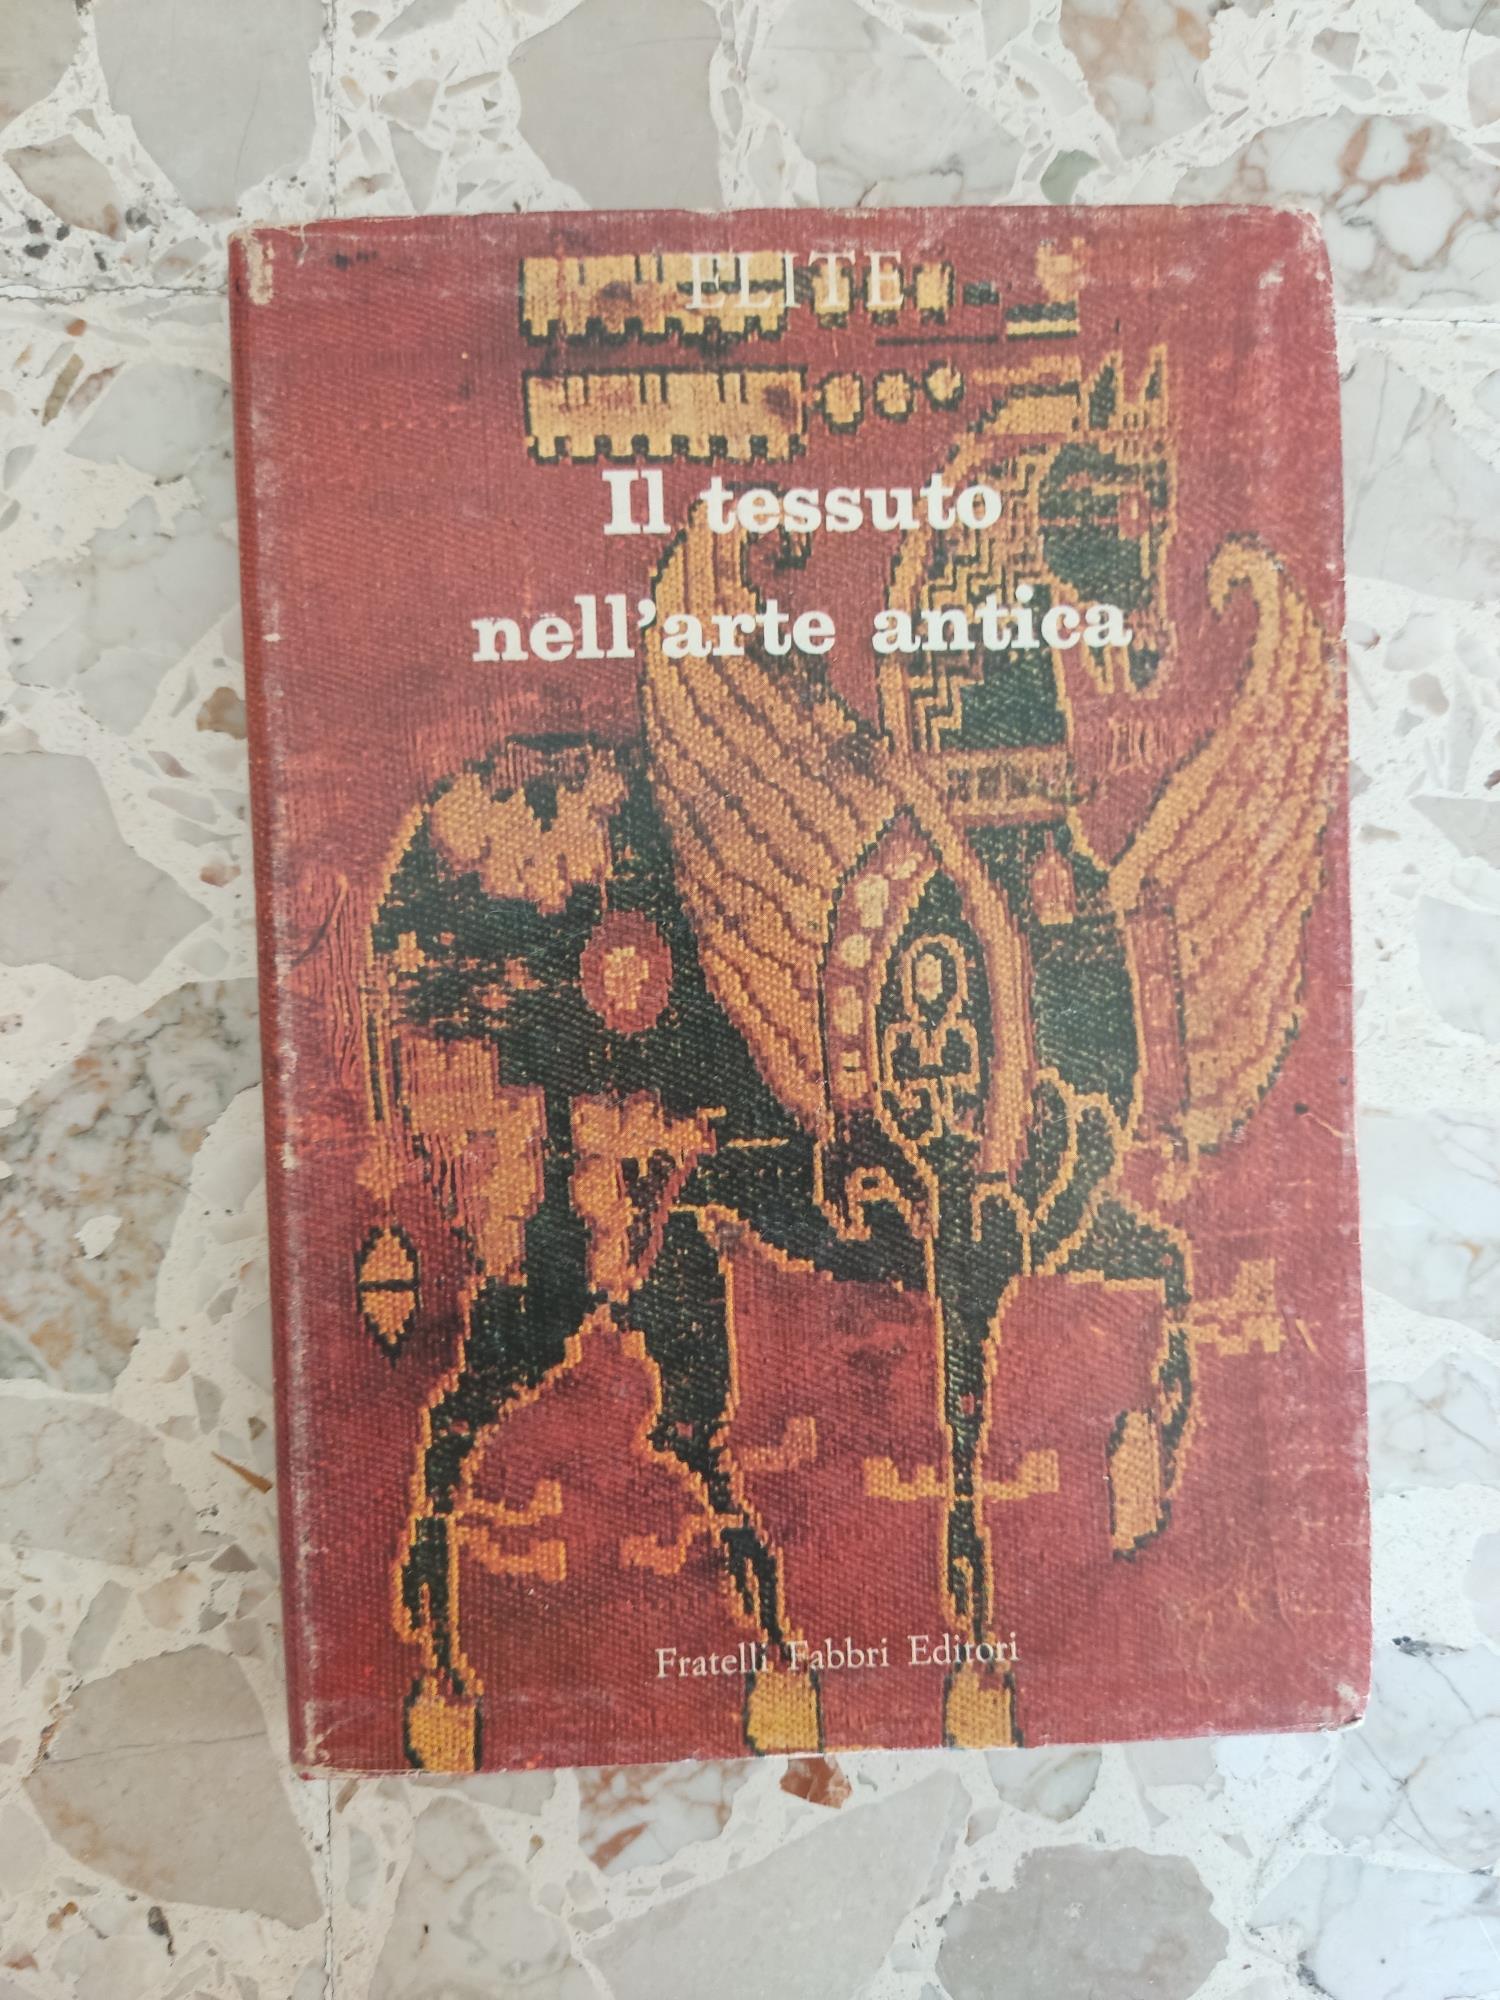 ELITE
Il tessuto
nell'arte antica
Fratelli Fabbri Editori